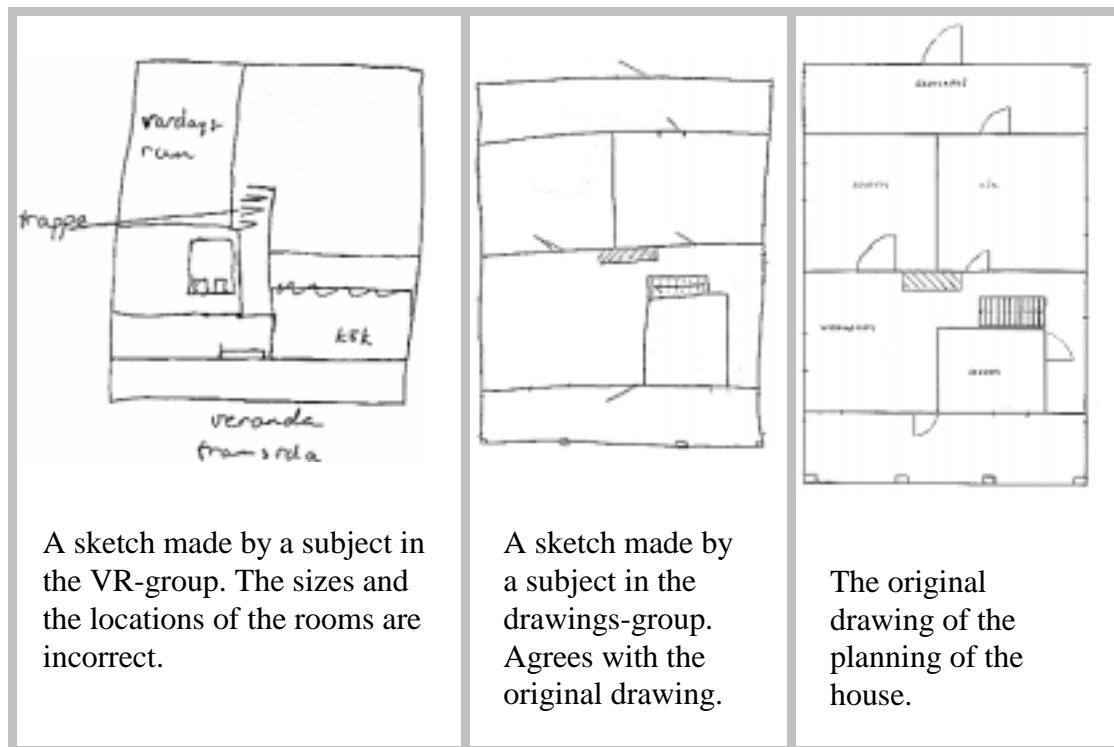 vardags
rum
trappe
kök
veranda
framsida
A sketch made by a subject in
the VR-group. The sizes and
the locations of the rooms are
incorrect.
A sketch made by
a subject in the
drawings-group.
Agrees with the
original drawing.
The original
drawing of the
planning of the
house.